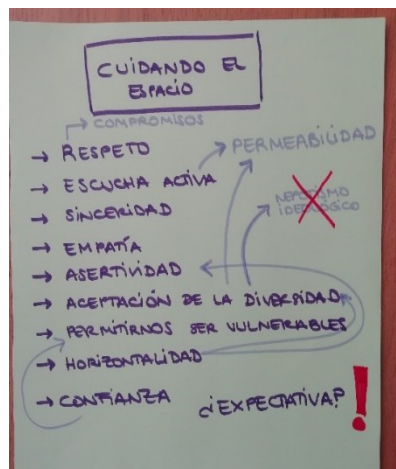 CUIDANDO EL
ESPACIO
→ COMPROMISOS
→ RESPETO
→ PERMEABILIDAD
→ ESCUCHA ACTIVA
→ SINCERIDAD
IDEOLÓGICO
→ EMPATÍA
→ ASERTIVIDAD
→ ACEPTACIÓN DE LA DIVERSIDAD
→ PERMITIRNOS SER VULNERABLES
→ HORIZONTALIDAD
→ CONFIANZA
¿EXPECTATIVA?
!